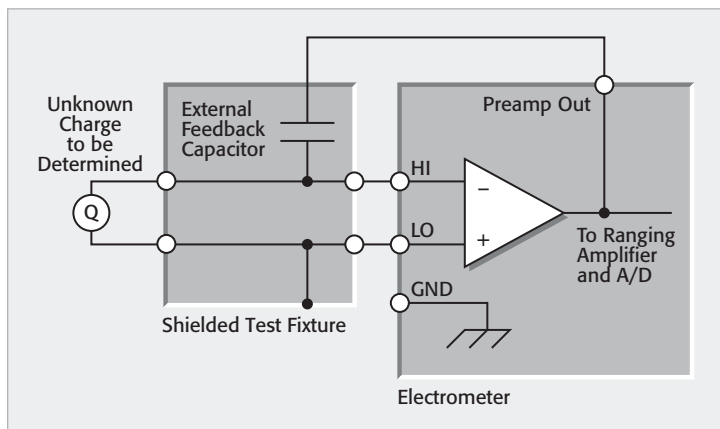 Unknown
Charge
to be
Determined
Q
External
Feedback
Capacitor
Shielded Test Fixture
HI
LO
GND
Preamp Out
−
+
To Ranging
Amplifier
and A/D
Electrometer